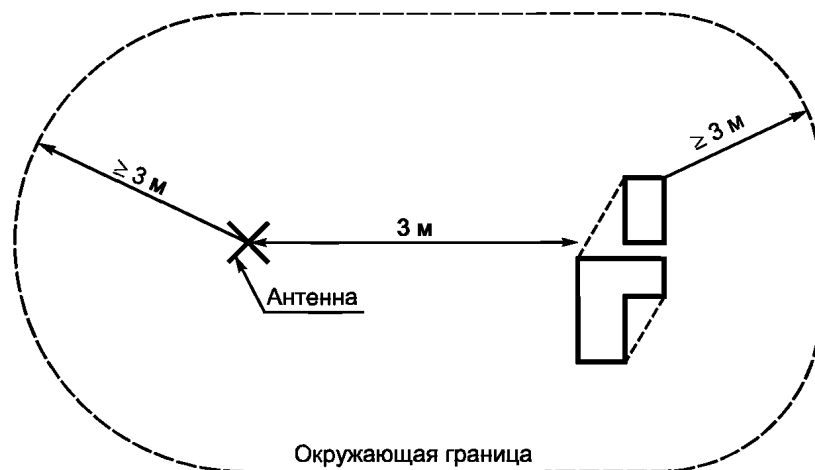 ≥ 3 м
≥ 3 м
3 м
Антенна
Окружающая граница